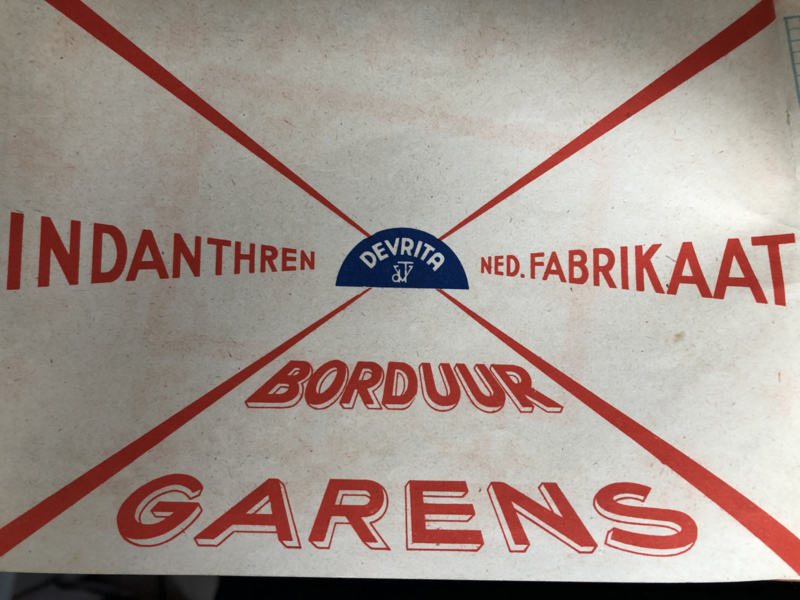 INDANTHREN
DEVRITA
NED. FABRIKAAT
BORDUUR
GARENS